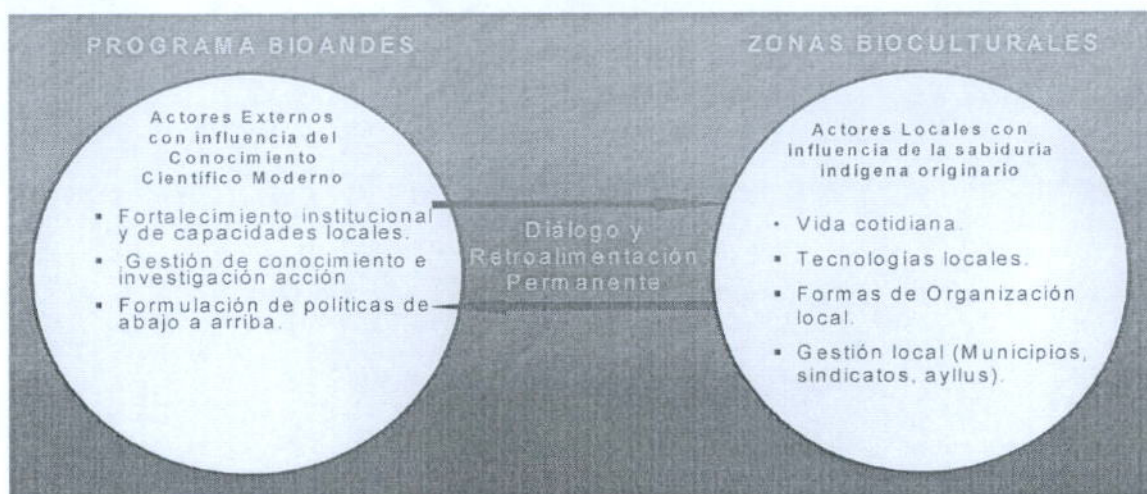 PROGRAMA BIOANDES
Actores Externos
con influencia del
Conocimiento
Científico Moderno
▪ Fortalecimiento institucional
y de capacidades locales.
▪ Gestión de conocimiento e
investigación acción
▪ Formulación de políticas de
abajo a arriba.
Diálogo y
Retroalimentación
Permanente
ZONAS BIOCULTURALES
Actores Locales con
influencia de la sabiduría
indígena originario
• Vida cotidiana.
▪ Tecnologías locales.
▪ Formas de Organización
local.
▪ Gestión local (Municipios,
sindicatos, ayllus).